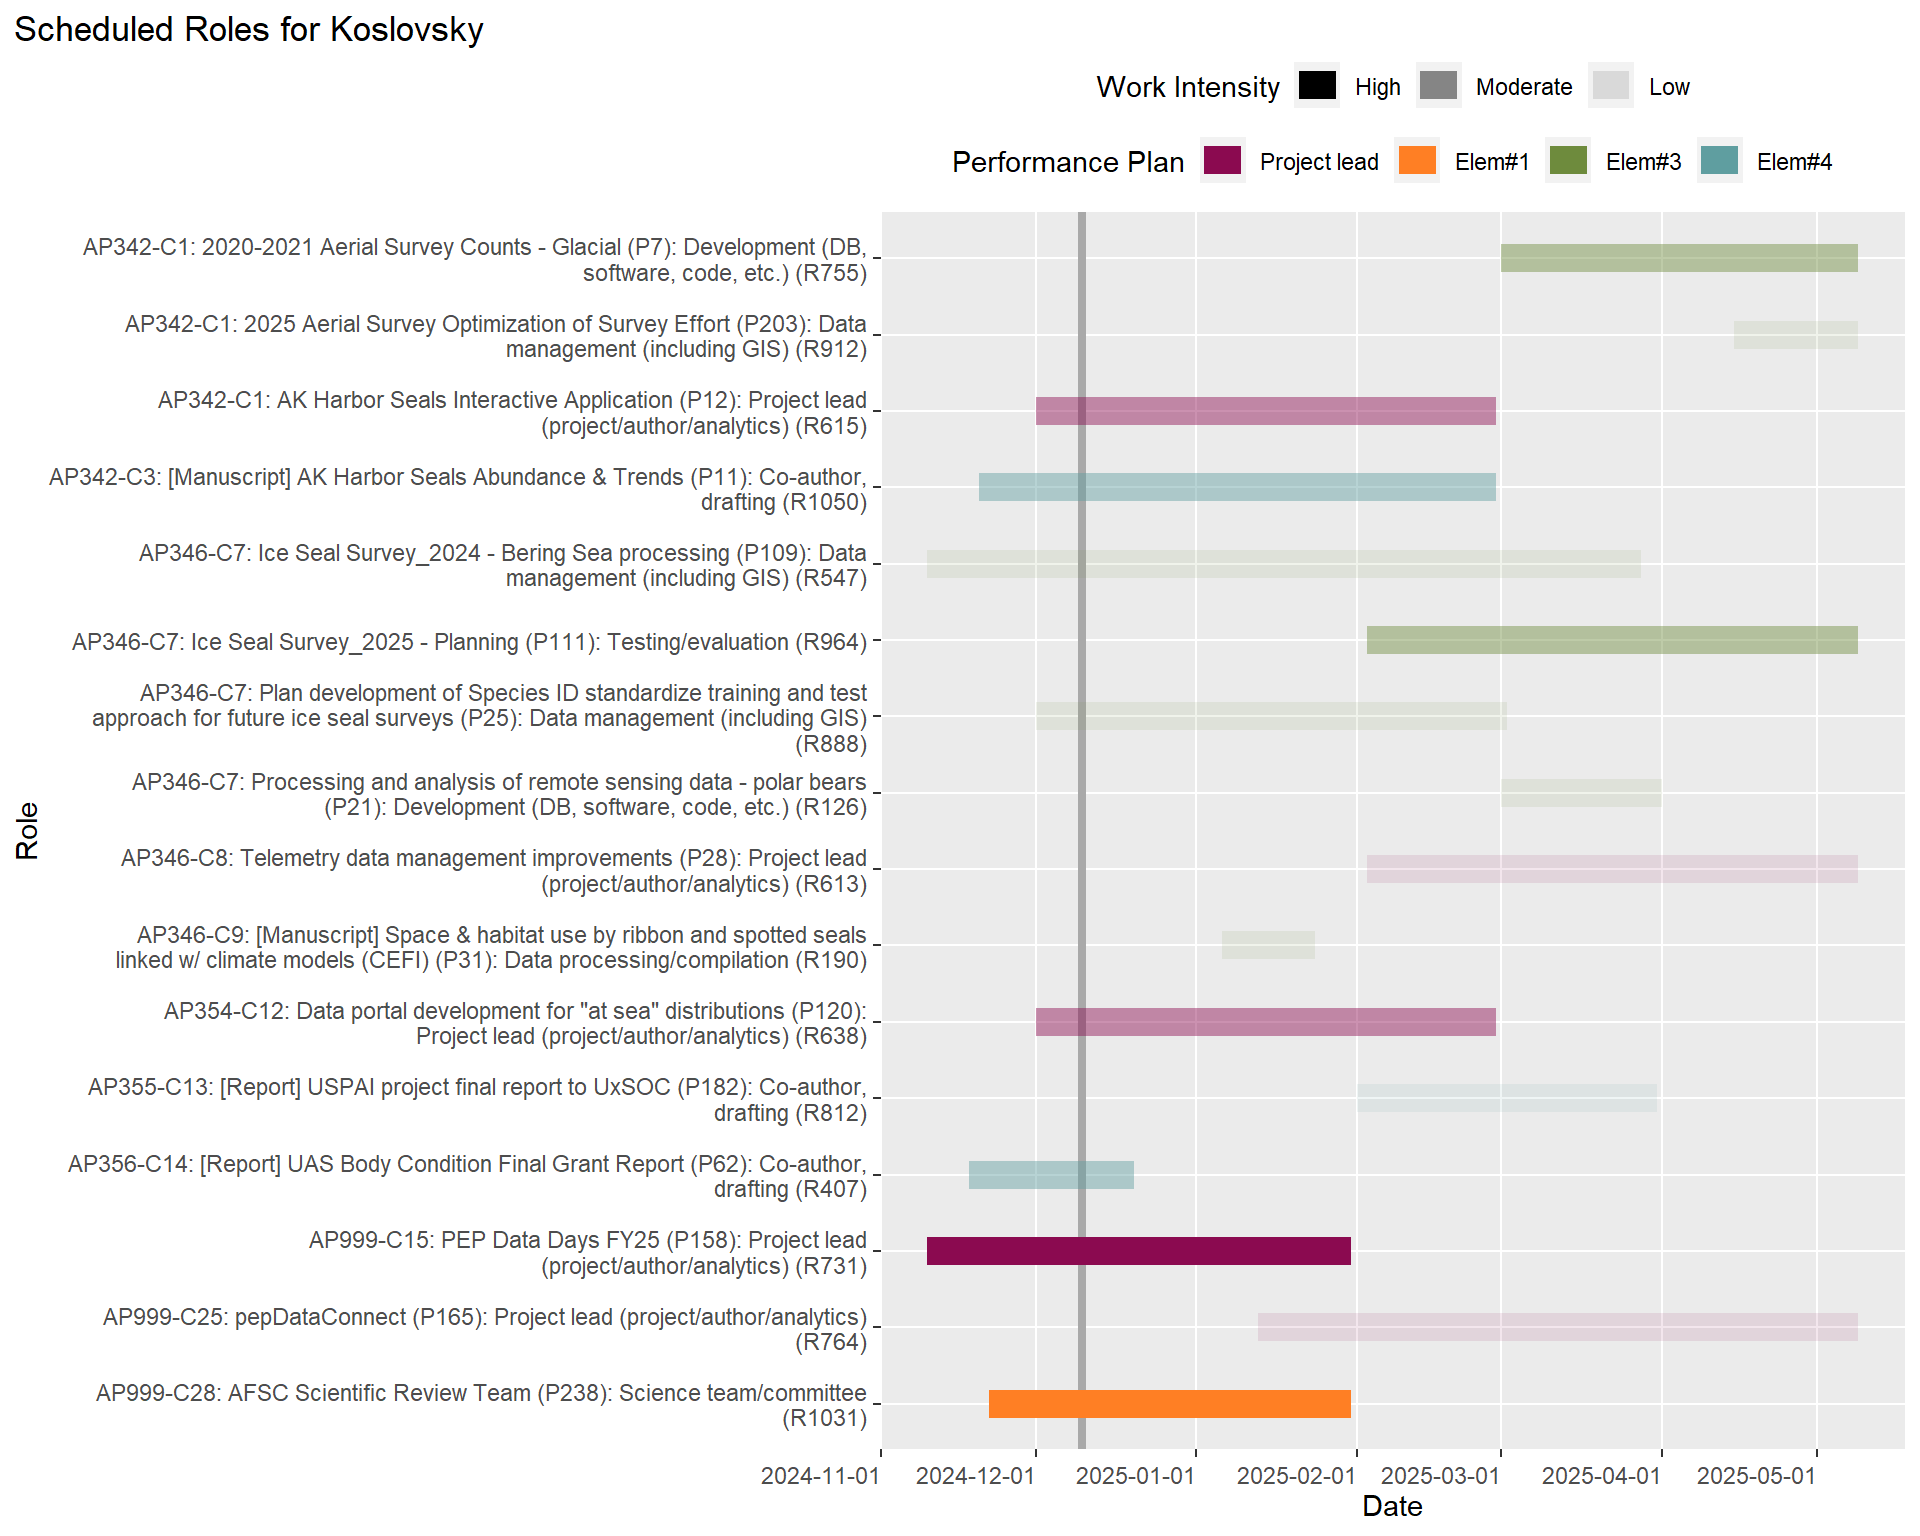 Scheduled Roles for Koslovsky
Work Intensity High Moderate Low
Performance Plan Project lead Elem#1 Elem#3 Elem#4
AP342-C1: 2020-2021 Aerial Survey Counts - Glacial (P7): Development (DB,
software, code, etc.) (R755)
AP342-C1: 2025 Aerial Survey Optimization of Survey Effort (P203): Data
management (including GIS) (R912)
AP342-C1: AK Harbor Seals Interactive Application (P12): Project lead
(project/author/analytics) (R615)
AP342-C3: [Manuscript] AK Harbor Seals Abundance & Trends (P11): Co-author,
drafting (R1050)
AP346-C7: Ice Seal Survey_2024 - Bering Sea processing (P109): Data
management (including GIS) (R547)
AP346-C7: Ice Seal Survey_2025 - Planning (P111): Testing/evaluation (R964)
AP346-C7: Plan development of Species ID standardize training and test
approach for future ice seal surveys (P25): Data management (including GIS)
(R888)
AP346-C7: Processing and analysis of remote sensing data - polar bears
(P21): Development (DB, software, code, etc.) (R126)
AP346-C8: Telemetry data management improvements (P28): Project lead
(project/author/analytics) (R613)
AP346-C9: [Manuscript] Space & habitat use by ribbon and spotted seals
linked w/ climate models (CEFI) (P31): Data processing/compilation (R190)
AP354-C12: Data portal development for "at sea" distributions (P120):
Project lead (project/author/analytics) (R638)
AP355-C13: [Report] USPAI project final report to UxSOC (P182): Co-author,
drafting (R812)
AP356-C14: [Report] UAS Body Condition Final Grant Report (P62): Co-author,
drafting (R407)
AP999-C15: PEP Data Days FY25 (P158): Project lead
(project/author/analytics) (R731)
AP999-C25: pepDataConnect (P165): Project lead (project/author/analytics)
(R764)
AP999-C28: AFSC Scientific Review Team (P238): Science team/committee
(R1031)
Role
2024-11-01 2024-12-01 2025-01-01 2025-02-01 2025-03-01 2025-04-01 2025-05-01
Date